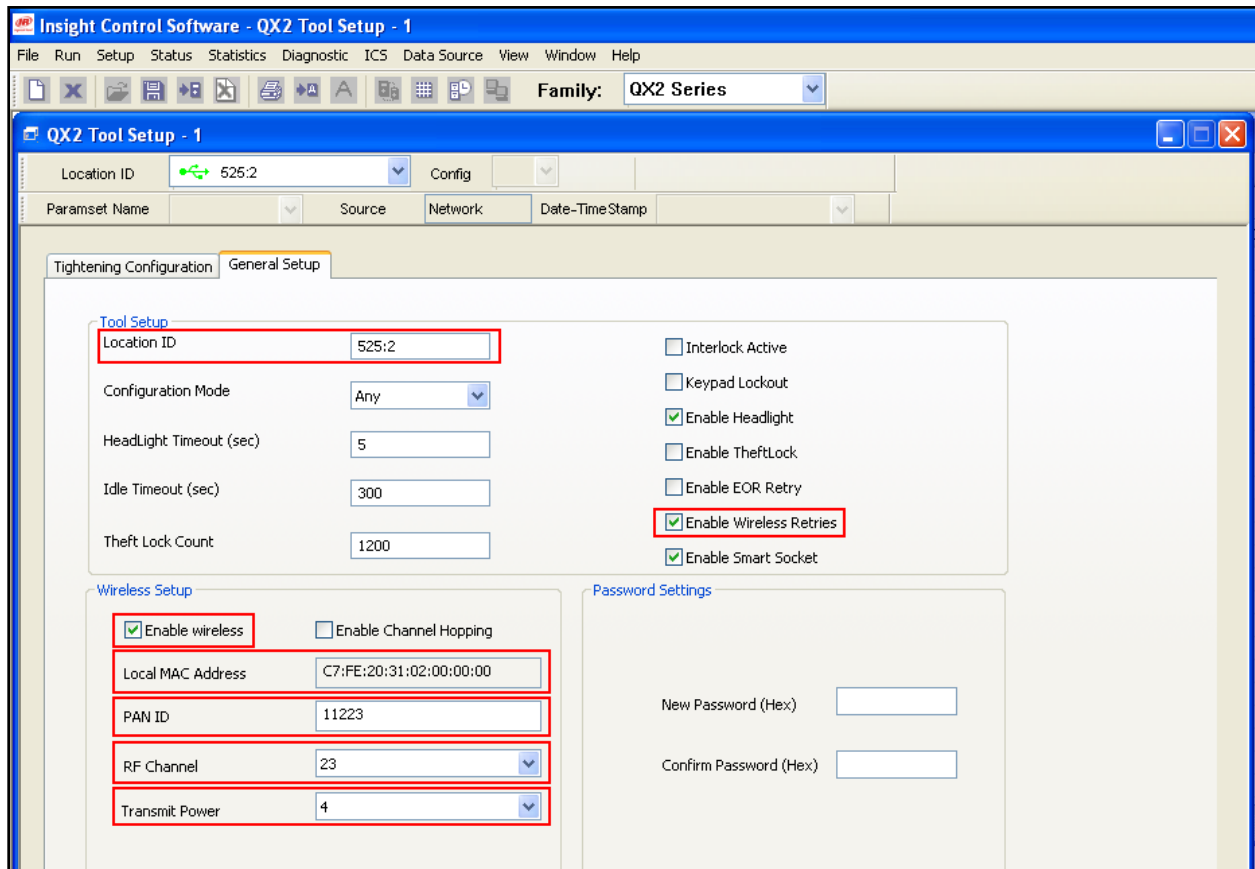 Insight Control Software - QX2 Tool Setup - 1
File Run Setup Status Statistics Diagnostic ICS Data Source View Window Help
Family: QX2 Series
QX2 Tool Setup - 1
Location ID 525:2 Config
Paramset Name Source Network Date-TimeStamp
Tightening Configuration General Setup
Tool Setup
Location ID 525:2
Interlock Active
Configuration Mode Any
Keypad Lockout
Enable Headlight
HeadLight Timeout (sec) 5
Enable TheftLock
Idle Timeout (sec) 300
Enable EOR Retry
Enable Wireless Retries
Theft Lock Count 1200
Enable Smart Socket
Wireless Setup
Enable wireless Enable Channel Hopping
Local MAC Address C7:FE:20:31:02:00:00:00
PAN ID 11223
RF Channel 23
Transmit Power 4
Password Settings
New Password (Hex)
Confirm Password (Hex)